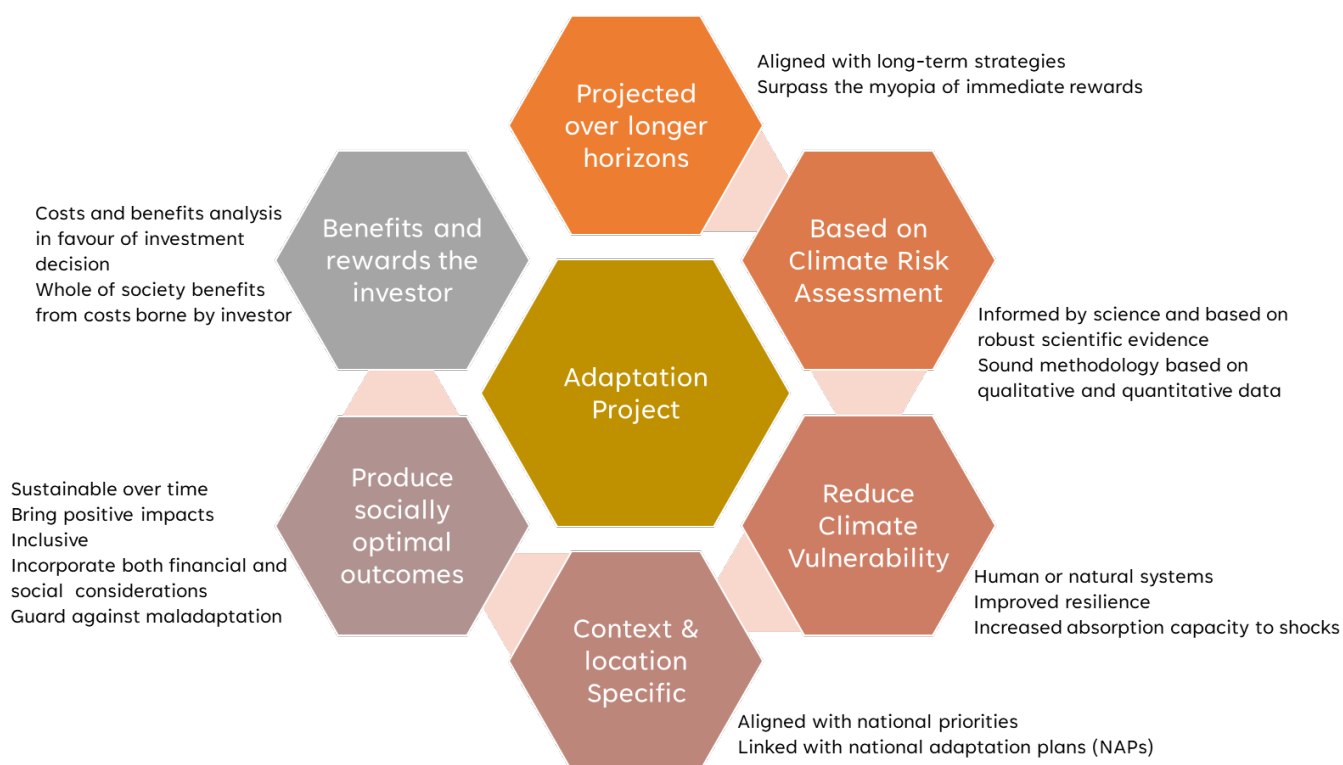 Projected
over longer
horizons
Aligned with long-term strategies
Surpass the myopia of immediate rewards
Based on
Climate Risk
Assessment
Informed by science and based on
robust scientific evidence
Sound methodology based on
qualitative and quantitative data
Reduce
Climate
Vulnerability
Human or natural systems
Improved resilience
Increased absorption capacity to shocks
Context &
location
Specific
Aligned with national priorities
Linked with national adaptation plans (NAPs)
Produce
socially
optimal
outcomes
Sustainable over time
Bring positive impacts
Inclusive
Incorporate both financial and
social considerations
Guard against maladaptation
Benefits and
rewards the
investor
Costs and benefits analysis
in favour of investment
decision
Whole of society benefits
from costs borne by investor
Adaptation
Project